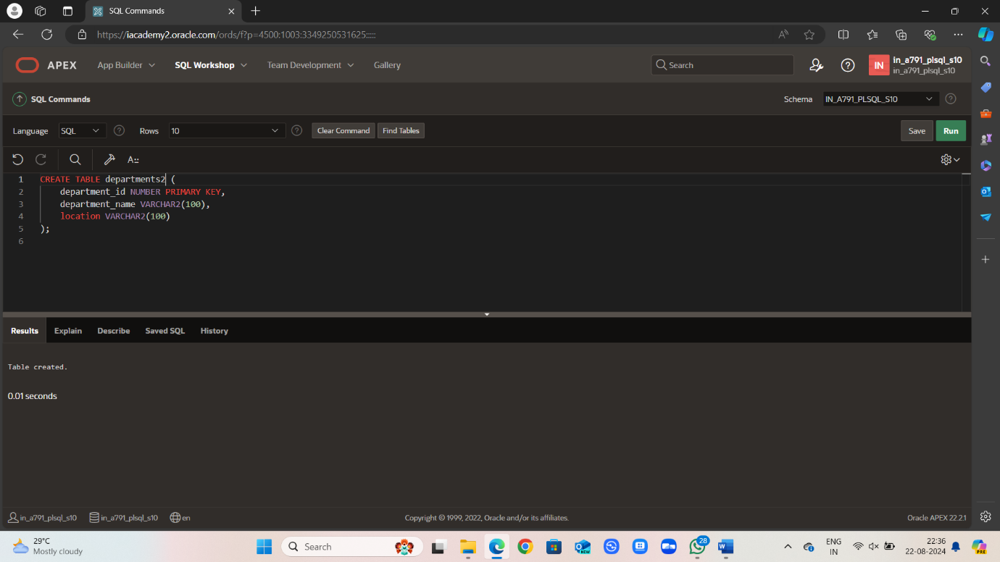 SQL Commands
https://iacademy2.oracle.com/ords/f?p=4500:1003:3349250531625:::::
APEX App Builder SQL Workshop Team Development Gallery Search IN in_a791_plsql_s10
in_a791_plsql_s10
SQL Commands Schema IN_A791_PLSQL_S10
Language SQL Rows 10 Clear Command Find Tables Save Run
1 CREATE TABLE departments2 (
2 department_id NUMBER PRIMARY KEY,
3 department_name VARCHAR2(100),
4 location VARCHAR2(100)
5 );
6
Results Explain Describe Saved SQL History
Table created.
0.01 seconds
in_a791_plsql_s10 in_a791_plsql_s10 en Copyright © 1999, 2022, Oracle and/or its affiliates. Oracle APEX 22.2.1
29°C
Mostly cloudy
Search
NEW
28
ENG
IN
22:36
22-08-2024
PRE